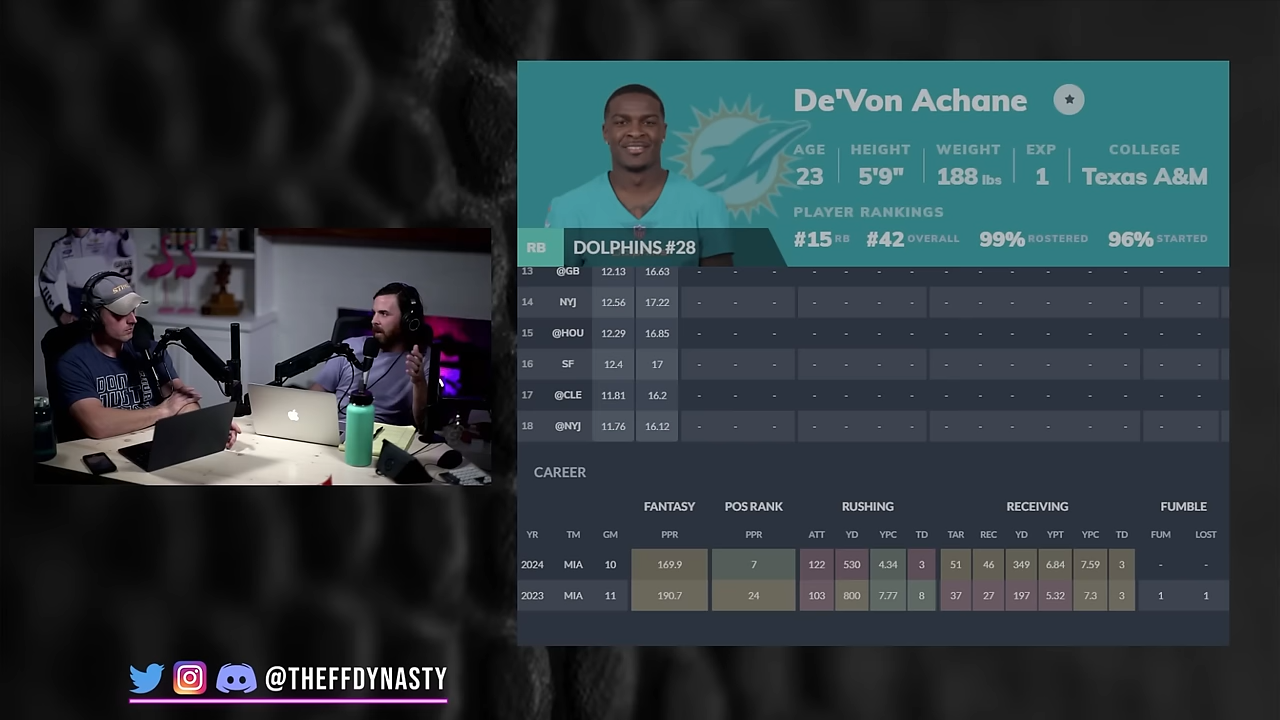 De'Von Achane
AGE HEIGHT WEIGHT EXP COLLEGE
23 5'9" 188 lbs 1 Texas A&M
PLAYER RANKINGS
#15 RB #42 OVERALL 99% ROSTERED 96% STARTED
RB DOLPHINS #28
13 @GB 12.13 16.63 - - - - - - - - - - - - - - -
14 NYJ 12.56 17.22 - - - - - - - - - - - - - - -
15 @HOU 12.29 16.85 - - - - - - - - - - - - - - -
16 SF 12.4 17 - - - - - - - - - - - - - - -
17 @CLE 11.81 16.2 - - - - - - - - - - - - - - -
18 @NYJ 11.76 16.12 - - - - - - - - - - - - - - -
CAREER
FANTASY POS RANK RUSHING RECEIVING FUMBLE
YR TM GM PPR PPR ATT YD YPC TD TAR REC YD YPT YPC TD FUM LOST
2024 MIA 10 169.9 7 122 530 4.34 3 51 46 349 6.84 7.59 3 - -
2023 MIA 11 190.7 24 103 800 7.77 8 37 27 197 5.32 7.3 3 1 1
DON
JUST
@THEFFDYNASTY